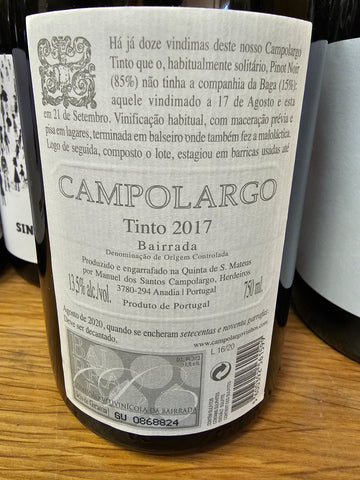 Há já doze vindimas deste nosso Campolargo
Tinto que o, habitualmente solitário, Pinot Noir
(85%) não tinha a companhia da Baga (15%):
aquele vindimado a 17 de Agosto e esta
em 21 de Setembro. Vinificação habitual, com maceração prévia e
pisa em lagares, terminada em balseiro onde também fez a maloláctica.
Logo de seguida, composto o lote, estagiou em barricas usadas até
CAMPOLARGO
Tinto 2017
Bairrada
Denominação de Origem Controlada
Produzido e engarrafado na Quinta de S. Mateus
por Manuel dos Santos Campolargo, Herdeiros
3780-294 Anadia | Portugal
13.5% alc./vol.
750 ml.
Produto de Portugal
Agosto de 2020, quando se encheram setecentas e noventa garrafas.
Deve ser decantado.
www.campolargovinhos.com
L. 16/20
VITIVINÍCOLA DA BAIRRADA
GU 0868824
SIN